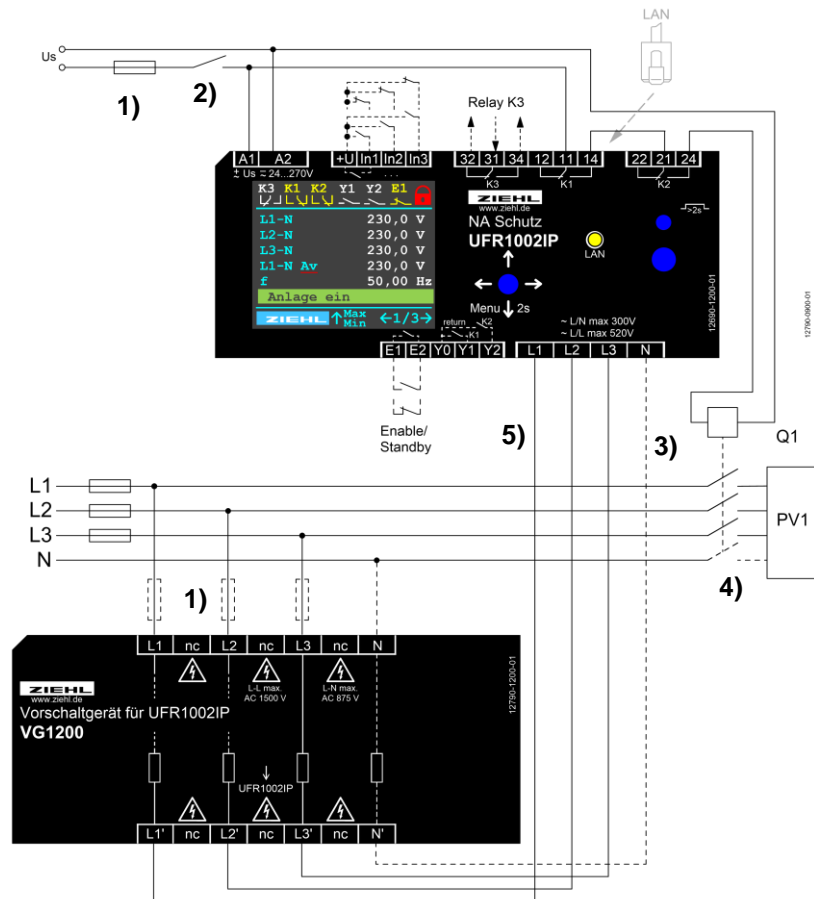 LAN
Us
1)
2)
Relay K3
A1 A2
+U In1 In2 In3
32 31 34 12 11 14 22 21 24
Us 24...270V
...
K3 K1 K2
K3 K1 K2 Y1 Y2 E1
L1-N 230,0 V
L2-N 230,0 V
L3-N 230,0 V
L1-N Av 230,0 V
f 50,00 Hz
Anlage ein
ZIEHL Max Min ←1/3→
ZIEHL
www.ziehl.de
NA Schutz
UFR1002IP
LAN
>2s
Menu 2s
12690-1200-01
12790-0900-01
return K2
K1
~ L/N max 300V
~ L/L max 520V
E1 E2 Y0 Y1 Y2
L1 L2 L3 N
Enable/
Standby
5)
3)
Q1
L1
L2
L3
N
PV1
4)
1)
L1 nc L2 nc L3 nc N
L-L max.
AC 1500 V
L-N max.
AC 875 V
ZIEHL
www.ziehl.de
Vorschaltgerät für UFR1002IP
VG1200
12790-1200-01
UFR1002IP
L1' nc L2' nc L3' nc N'